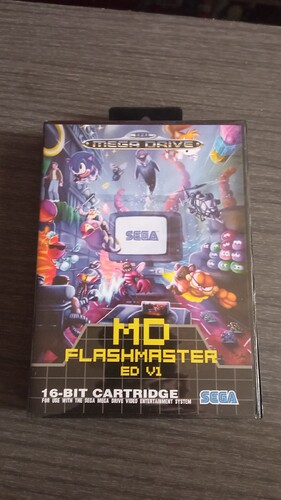 SEGA
MEGA DRIVE
SEGA
MD
FLASHMASTER
ED V1
16-BIT CARTRIDGE
FOR USE WITH THE SEGA MEGA DRIVE VIDEO ENTERTAINMENT SYSTEM
SEGA